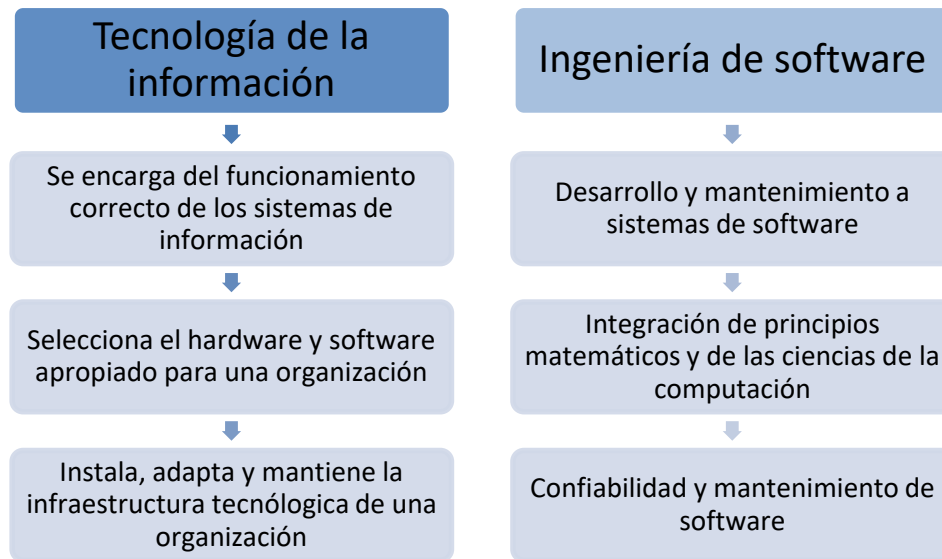 Tecnología de la
información
Se encarga del funcionamiento
correcto de los sistemas de
información
Selecciona el hardware y software
apropiado para una organización
Instala, adapta y mantiene la
infraestructura tecnólogica de una
organización
Ingeniería de software
Desarrollo y mantenimiento a
sistemas de software
Integración de principios
matemáticos y de las ciencias de la
computación
Confiabilidad y mantenimiento de
software